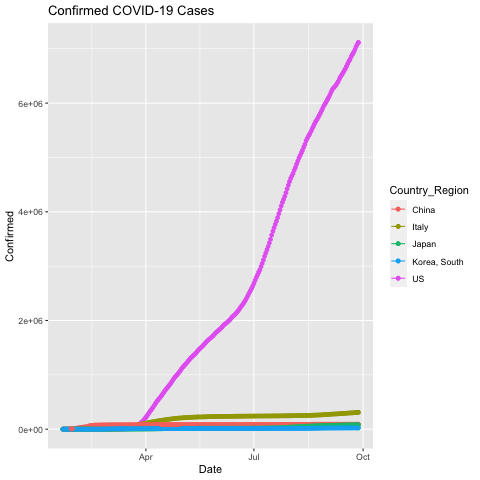 Confirmed COVID-19 Cases
6e+06
4e+06
2e+06
0e+00
Confirmed
Apr
Jul
Oct
Date
Country_Region
China
Italy
Japan
Korea, South
US